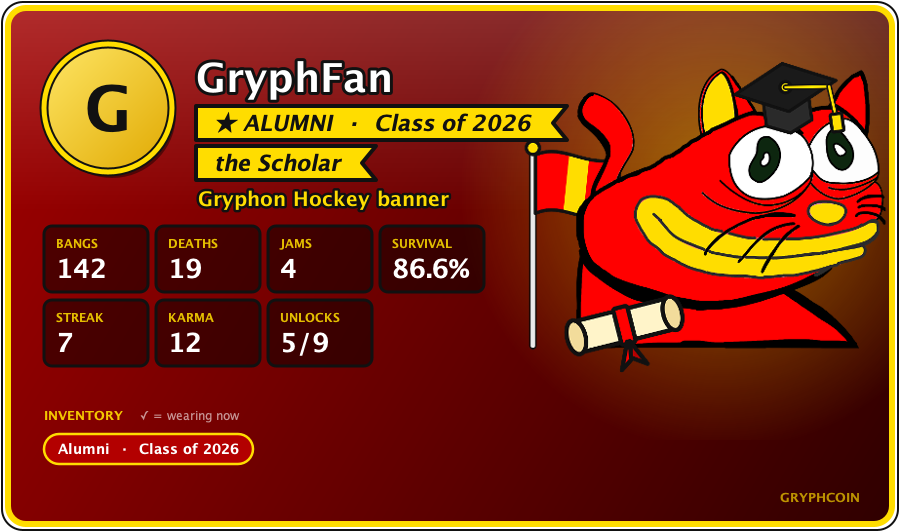 G
GryphFan
★ ALUMNI · Class of 2026
the Scholar
Gryphon Hockey banner
BANGS DEATHS JAMS SURVIVAL
142 19 4 86.6%
STREAK KARMA UNLOCKS
7 12 5/9
INVENTORY ✓ = wearing now
Alumni · Class of 2026
GRYPHCOIN